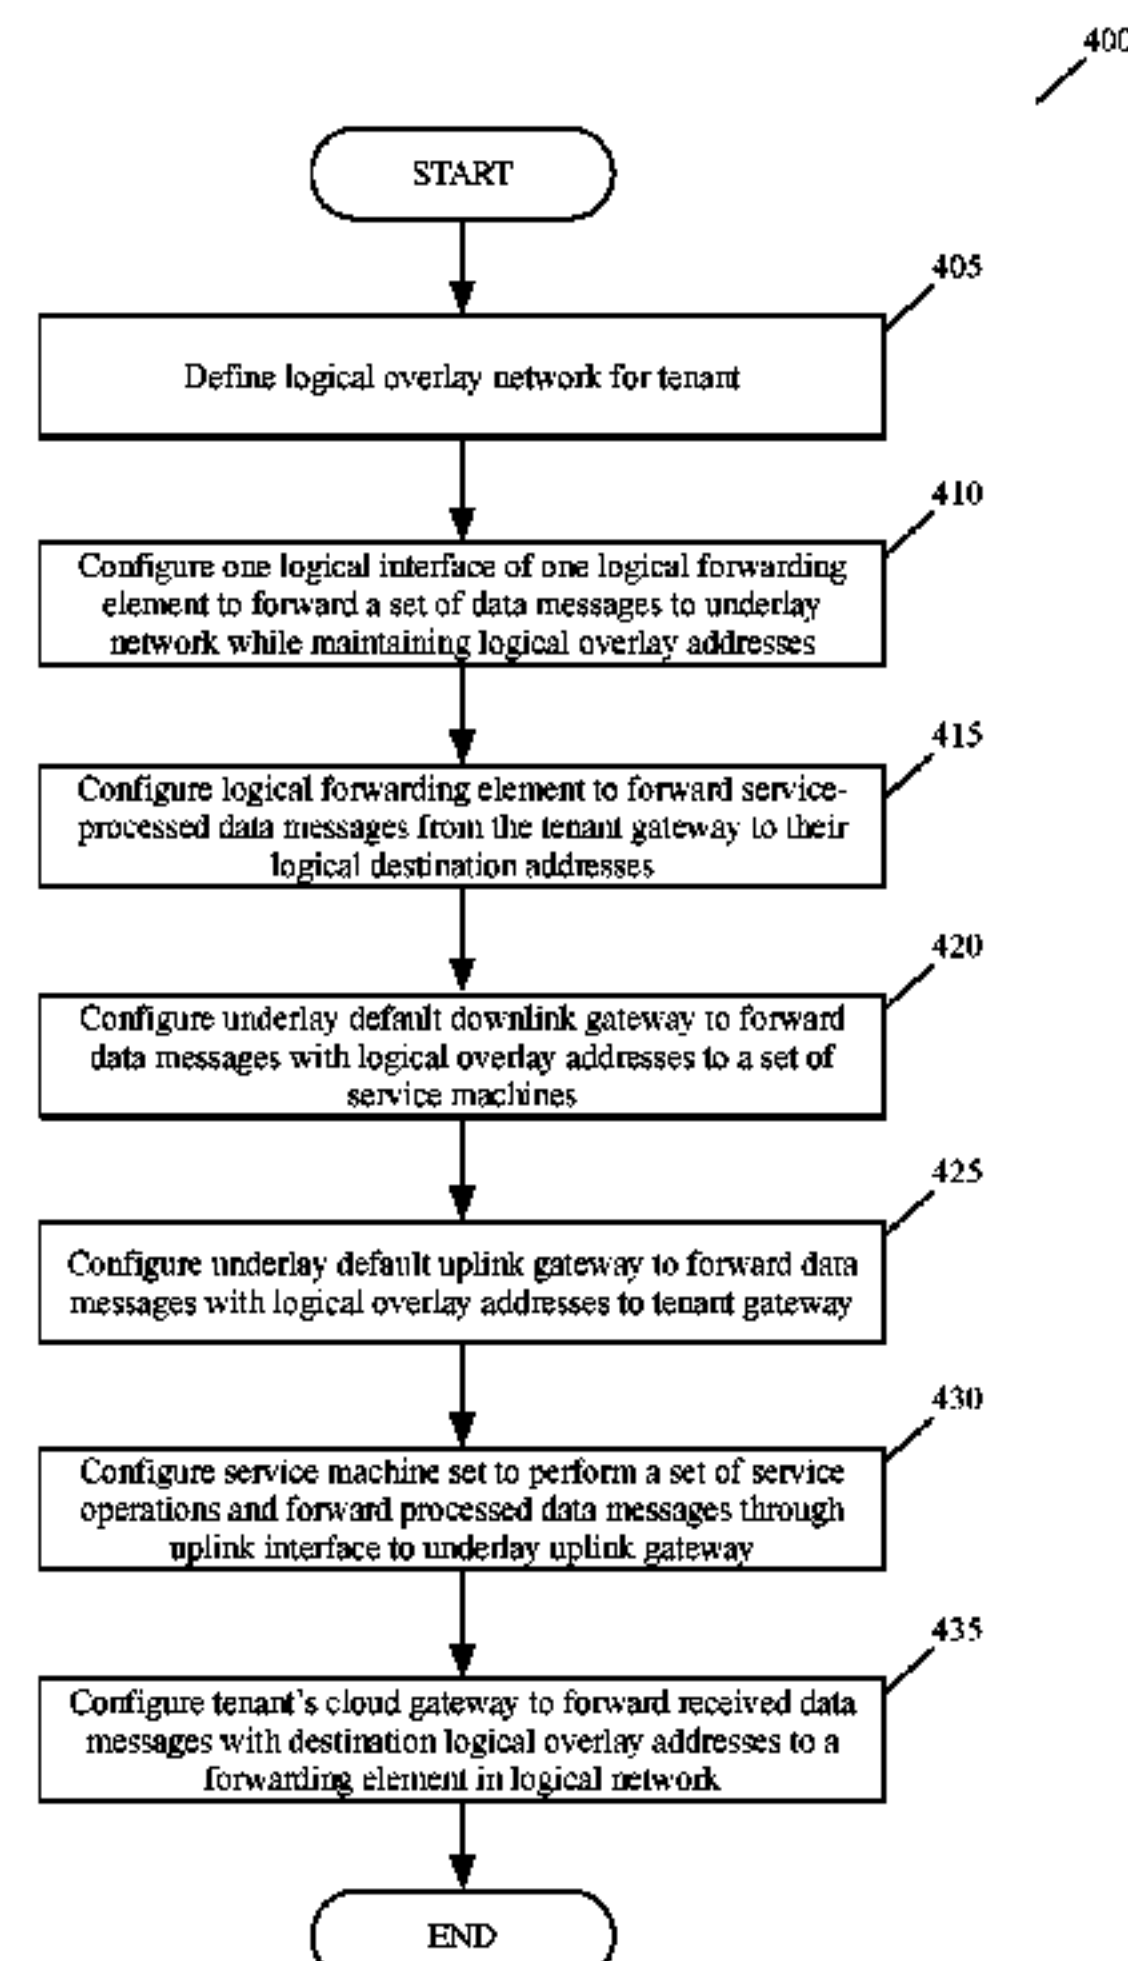 400
START
405
Define logical overlay network for tenant
410
Configure one logical interface of one logical forwarding
element to forward a set of data messages to underlay
network while maintaining logical overlay addresses
415
Configure logical forwarding element to forward service-
processed data messages from the tenant gateway to their
logical destination addresses
420
Configure underlay default downlink gateway to forward
data messages with logical overlay addresses to a set of
service machines
425
Configure underlay default uplink gateway to forward data
messages with logical overlay addresses to tenant gateway
430
Configure service machine set to perform a set of service
operations and forward processed data messages through
uplink interface to underlay uplink gateway
435
Configure tenant's cloud gateway to forward received data
messages with destination logical overlay addresses to a
forwarding element in logical network
END